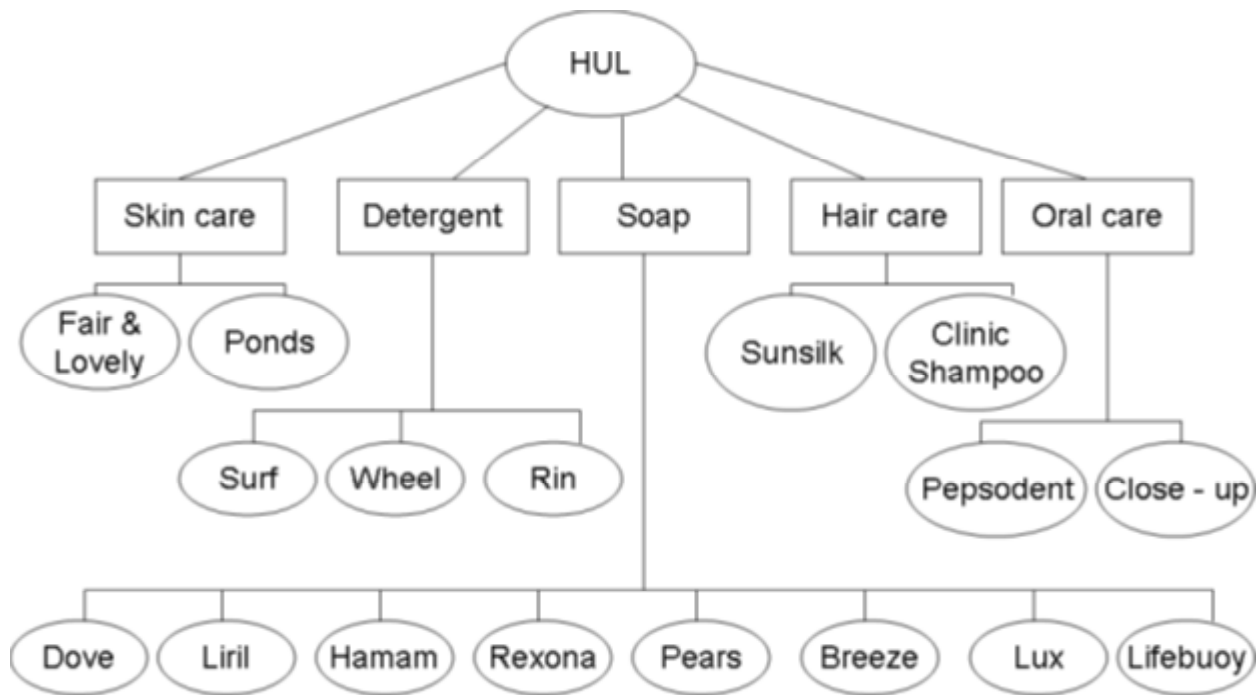 HUL
Skin care
Detergent
Soap
Hair care
Oral care
Fair &
Lovely
Ponds
Sunsilk
Clinic
Shampoo
Surf
Wheel
Rin
Pepsodent
Close - up
Dove
Liril
Hamam
Rexona
Pears
Breeze
Lux
Lifebuoy